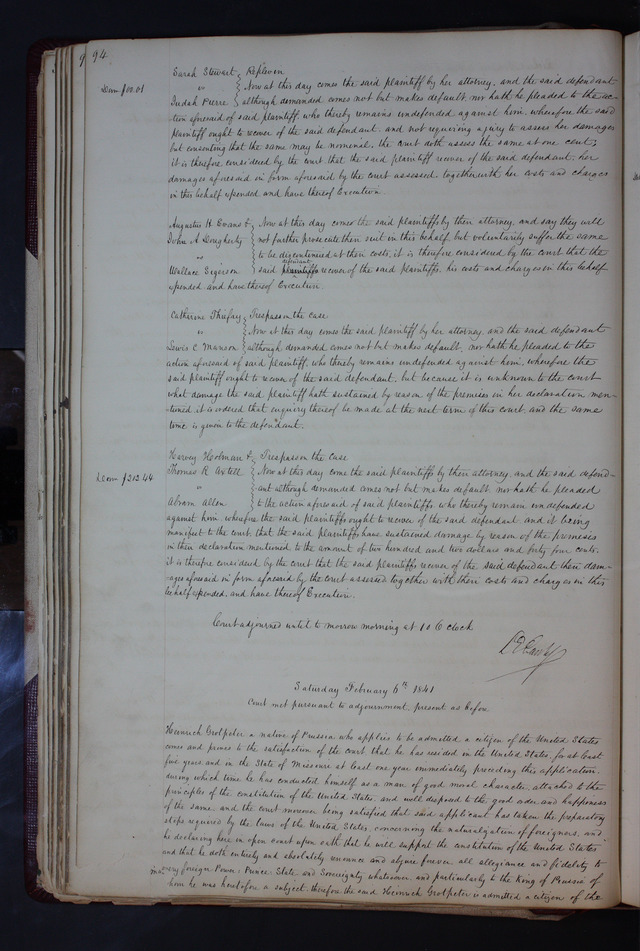 94
Sarah Stewart } Replevin
Dam $00.01
" } Now at this day comes the said plaintiff by her attorney, and the said defendant
Judah Pierre } although demanded comes not but makes default, nor hath he pleaded to the ac-
tion aforesaid of said plaintiff, who thereby remains undefended against him, wherefore the said
plaintiff ought to recover of the said defendant, and not requiring a jury to assess her damages
but consenting that the same may be nomenal, the court doth assess the same at one cent;
it is therefore considered by the court that the said plaintiff recover of the said defendant, her
damages aforesaid in form aforesaid by the court assessed, together with her costs and charges
in this behalf expended and have thereof Execution
Augustus H Evans & } Now at this day comes the said plaintiffs by their attorney, and say they will
John A Dougherty } not further prosecute their suit in this behalf but voluntarily suffer the same
" } to be discontinued at their costs, it is therefore considered by the court that the
Wallace Sigerson } said defendant recover of the said plaintiffs, his costs and charges in this behalf
expended, and have thereof Execution.
Catherine } Trespass on the case
" } Now at this day comes the said plaintiff by her attorney, and the said defendant
Lewis C Manson } although demanded comes not but makes default, nor hath he pleaded to the
action aforesaid of said plaintiff, who thereby remains undefended against him, wherefore the
said plaintiff ought to recover of the said defendant, but because it is unknown to the court
what damage the said plaintiff hath sustained by reason of the premises in her declaration men-
tioned, it is ordered that enquiry thereof be made at the next term of this court, and the same
time is given to the defendant.
Harvey Holman & } Trespass on the Case
Dam $202.44
Thomas R Axtell } Now at this day come the said plaintiffs by their attorney, and the said defend-
" } ant although demanded comes not but makes default nor hath he pleaded
Abram Allen } to the action aforesaid of said plaintiffs who thereby remain undefended
against him, wherefore the said plaintiffs ought to recover of the said defendant and it being
manifest to the court, that the said plaintiffs have sustained damage by reason of the premises
in their declaration mentioned, to the amount of two hundred and two dollars and forty four cents.
it is therefore considered by the court that the said plaintiffs recover of the said defendant their dam-
ages aforesaid in form aforesaid by the court assessed together with their costs and charges in this
behalf expended, and have thereof Execution.
Court adjourned until to morrow morning at 10 O clock
Saturday February 6th 1841
Court met pursuant to adjournment, present as before
Heinrich Grotpeter a native of Prussia who applies to be admitted a citizen of the United States
comes and proves to the satisfaction of the court that he has resided in the United States, for at least
five years and in the State of Missouri at least one year immediately preceding this application.
during which time he has conducted himself as a man of good moral character, attached to the
principles of the constitution of the United States, and well disposed to the good order and happiness
of the same, and the court moreover being satisfied that said applicant has taken the preparatory
steps required by the laws of the United States, concerning the naturalization of foreigners, and
he declaring here in open court upon oath that he will support the constitution of the United States
and that he doth entirely and absolutely renounce and abjure forever all allegiance and fidelity to
every foreign Power, Prince, State and Sovereignty whatsoever and particularly to the King of Prussia of
whom he was heretofore a subject, therefore the said Heinrich Grotpeter is admitted a citizen of the